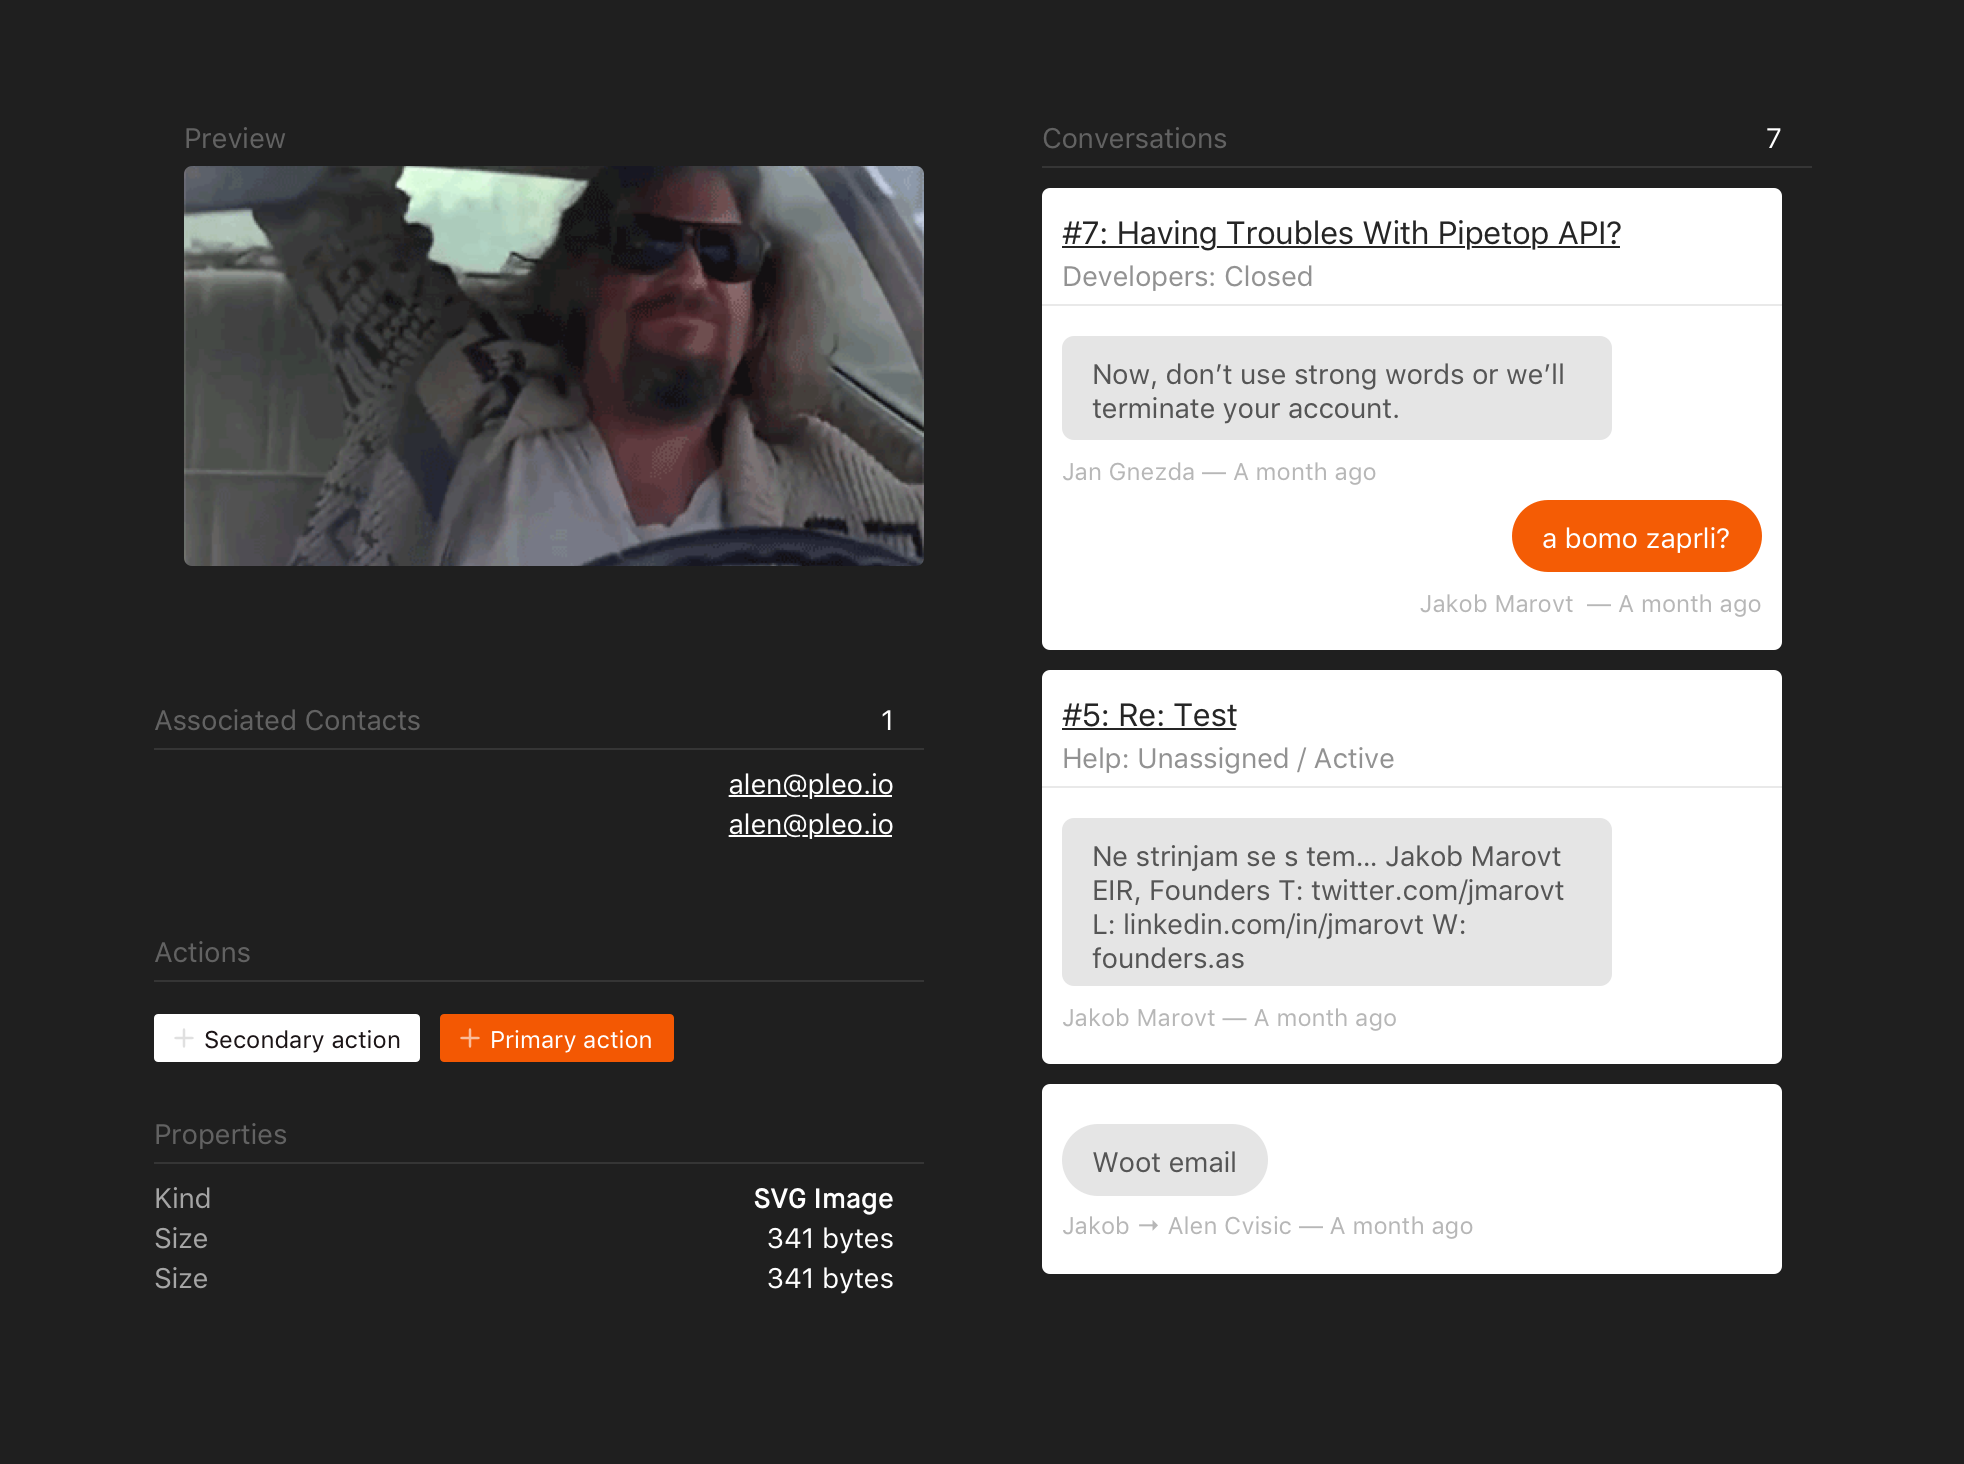 Preview
Associated Contacts 1
alen@pleo.io
alen@pleo.io
Actions
Secondary action Primary action
Properties
Kind SVG Image
Size 341 bytes
Size 341 bytes
Conversations 7
#7: Having Troubles With Pipetop API?
Developers: Closed
Now, don’t use strong words or we’ll
terminate your account.
Jan Gnezda — A month ago
a bomo zaprli?
Jakob Marovt — A month ago
#5: Re: Test
Help: Unassigned / Active
Ne strinjam se s tem... Jakob Marovt
EIR, Founders T: twitter.com/jmarovt
L: linkedin.com/in/jmarovt W:
founders.as
Jakob Marovt — A month ago
Woot email
Jakob → Alen Cvisic — A month ago